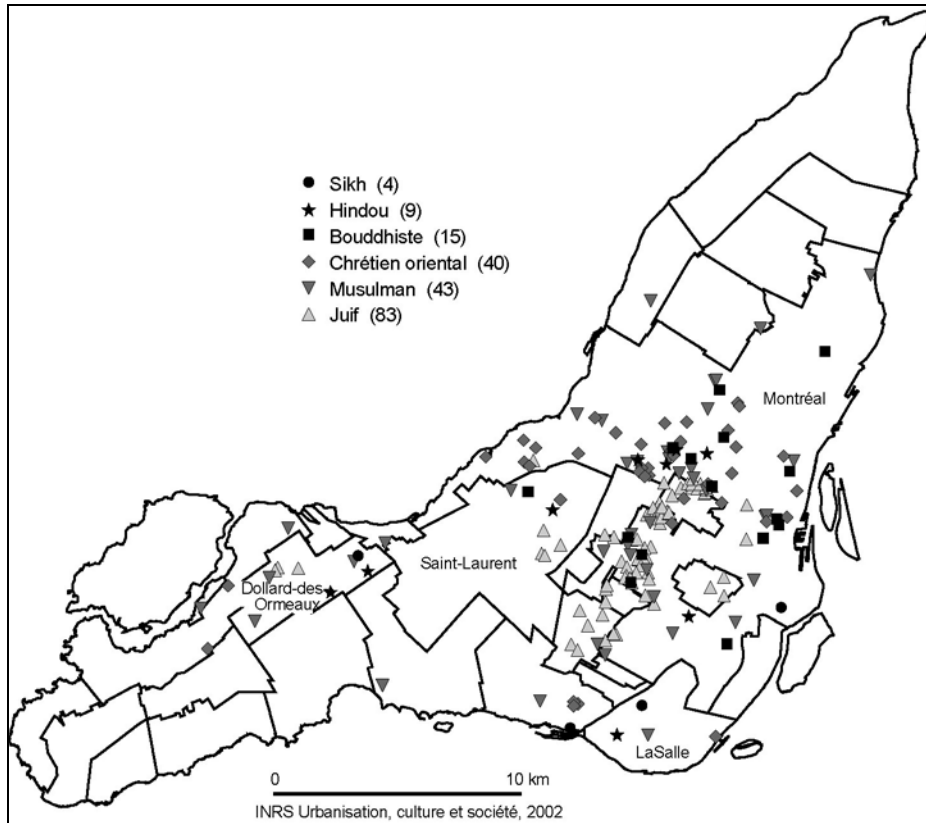 Sikh (4)
Hindou (9)
Bouddhiste (15)
Chrétien oriental (40)
Musulman (43)
Juif (83)
Montréal
Saint-Laurent
Dollard-des
Ormeaux
LaSalle
0 10 km
INRS Urbanisation, culture et société, 2002